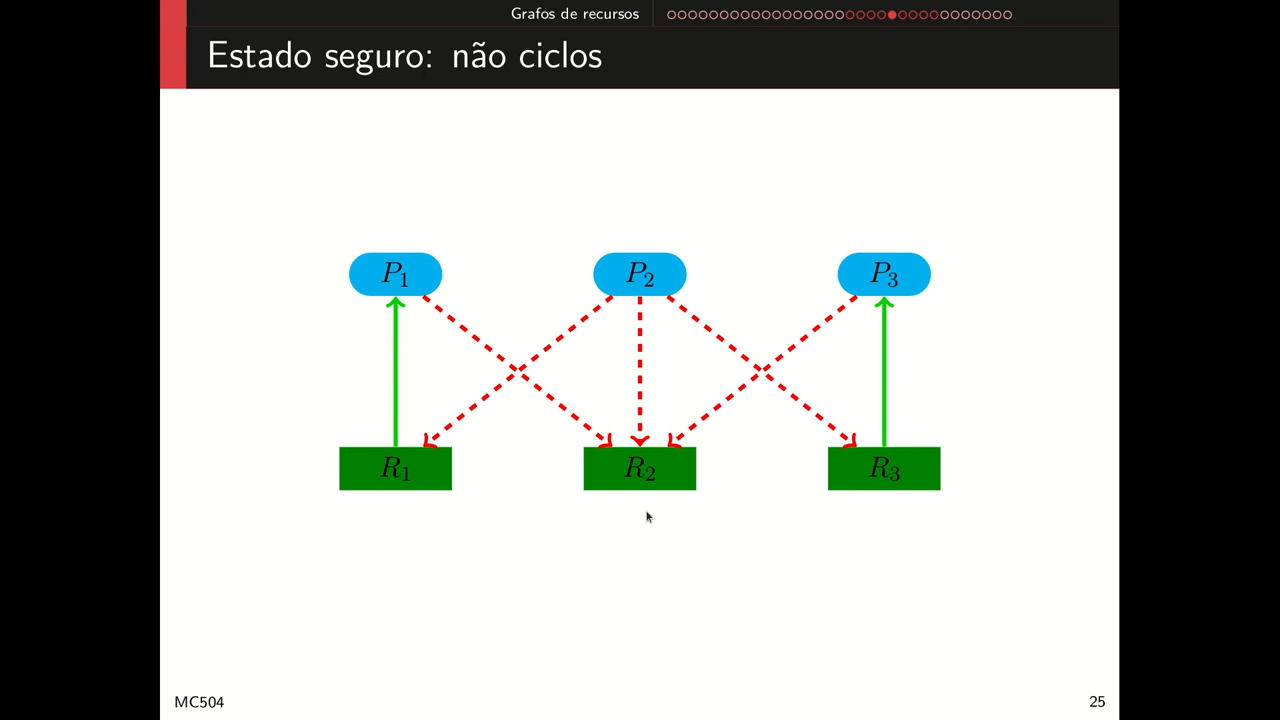 Grafos de recursos
Estado seguro: não ciclos
P₁ P₂ P₃
R₁ R₂ R₃
MC504 25